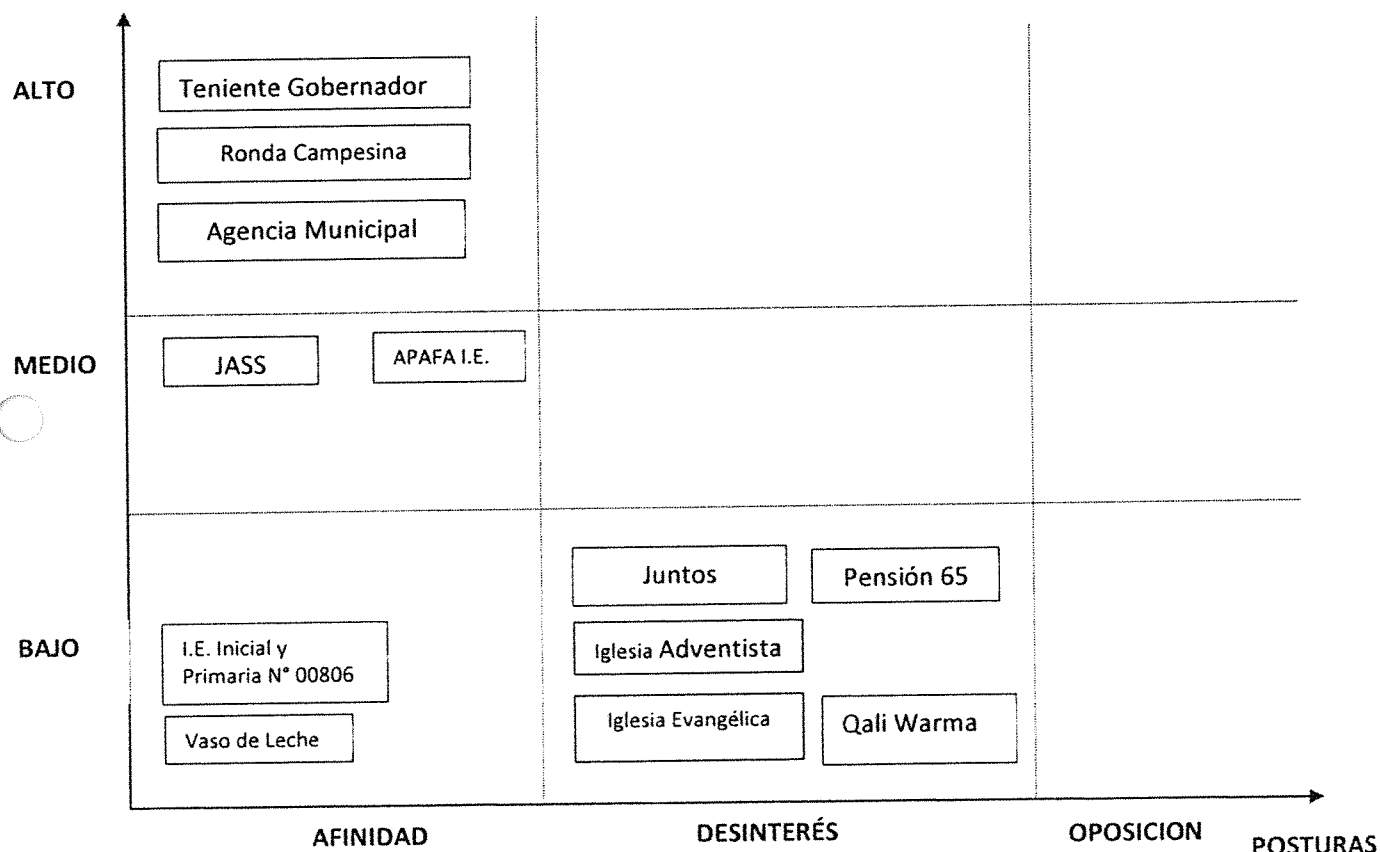 ALTO
Teniente Gobernador
Ronda Campesina
Agencia Municipal
MEDIO
JASS
APAFA I.E.
BAJO
I.E. Inicial y
Primaria N° 00806
Vaso de Leche
Juntos
Pensión 65
Iglesia Adventista
Iglesia Evangélica
Qali Warma
AFINIDAD
DESINTERÉS
OPOSICION
POSTURAS